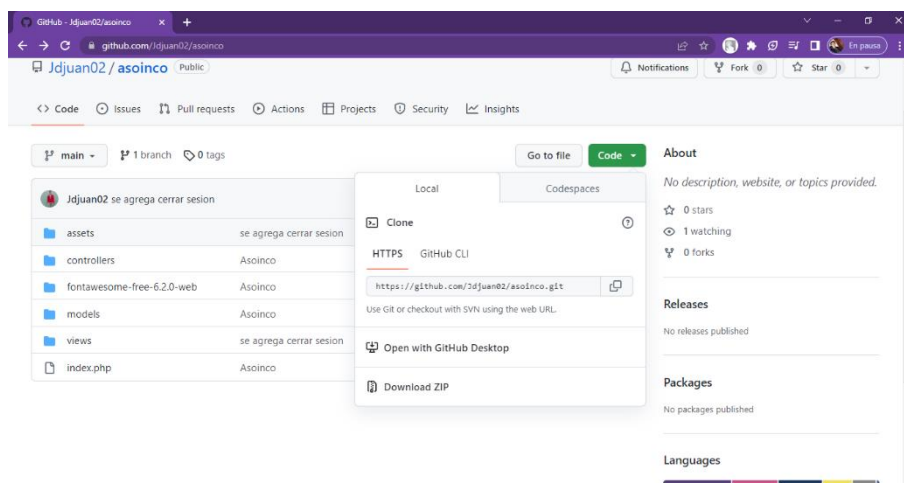 GitHub - Jdjuan02/asoinco
github.com/Jdjuan02/asoinco
En pausa
Jdjuan02 / asoinco Public
Notifications Fork 0 Star 0
Code Issues Pull requests Actions Projects Security Insights
main 1 branch 0 tags Go to file Code
Jdjuan02 se agrega cerrar sesion
assets se agrega cerrar sesion
controllers Asoinco
fontawesome-free-6.2.0-web Asoinco
models Asoinco
views se agrega cerrar sesion
index.php Asoinco
Local Codespaces
Clone
HTTPS GitHub CLI
https://github.com/Jdjuan02/asoinco.git
Use Git or checkout with SVN using the web URL.
Open with GitHub Desktop
Download ZIP
About
No description, website, or topics provided.
0 stars
1 watching
0 forks
Releases
No releases published
Packages
No packages published
Languages